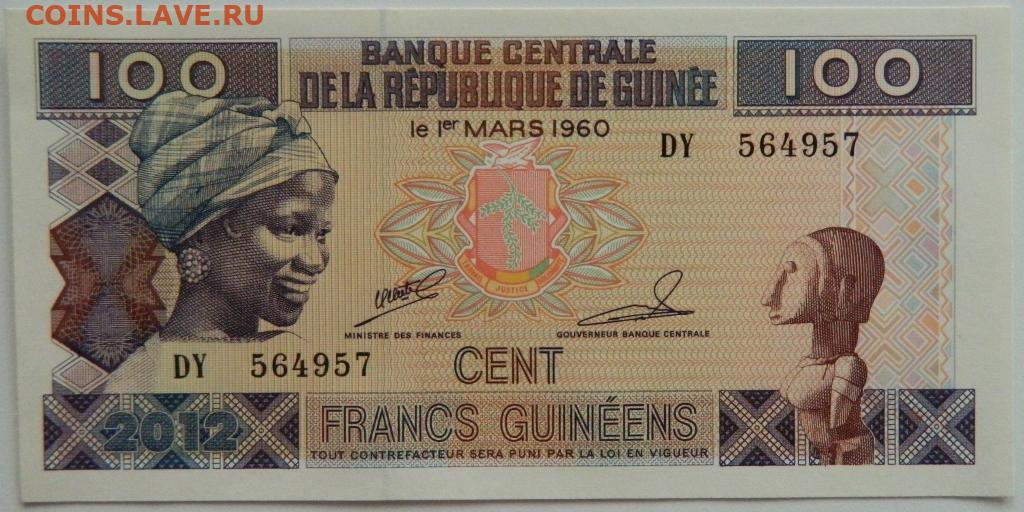 COINS.LAVE.RU
100
BANQUE CENTRALE
DE LA RÉPUBLIQUE DE GUINÉE
100
le 1er MARS 1960
DY 564957
JUSTICE
MINISTRE DES FINANCES
GOUVERNEUR BANQUE CENTRALE
DY 564957
CENT
2012
FRANCS GUINÉENS
TOUT CONTREFACTEUR SERA PUNI PAR LA LOI EN VIGUEUR